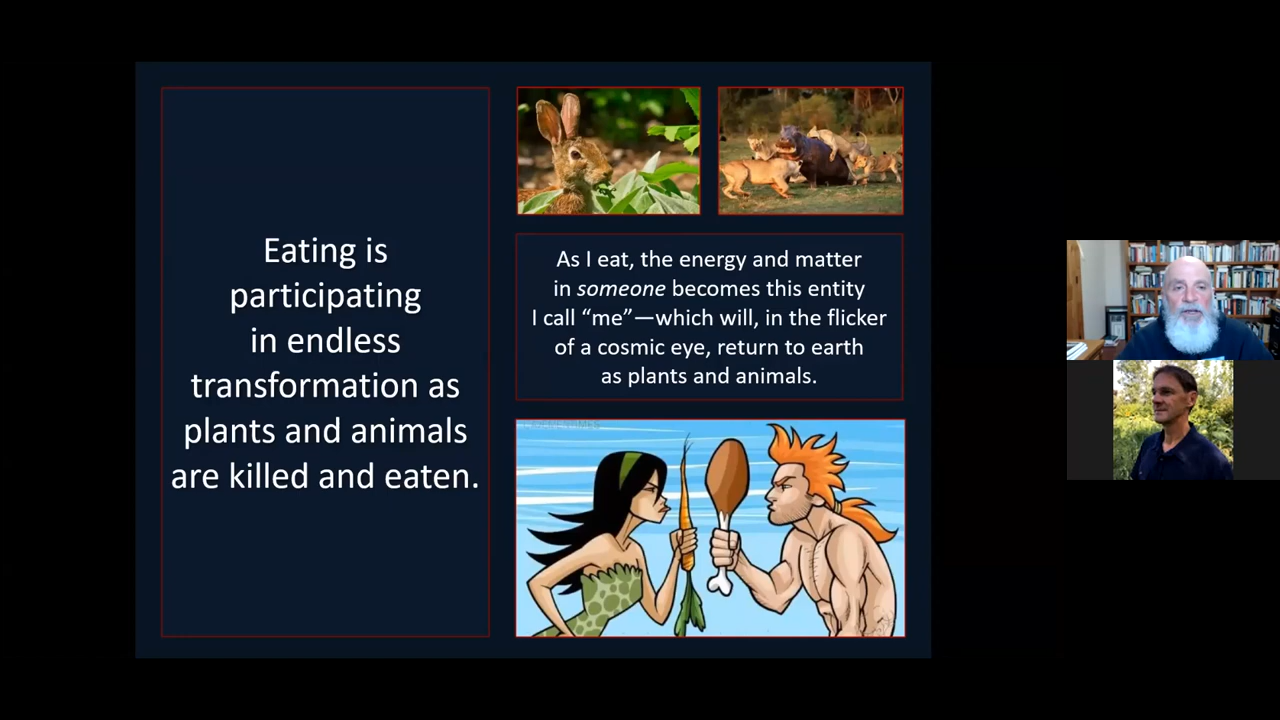 Eating is
participating
in endless
transformation as
plants and animals
are killed and eaten.
As I eat, the energy and matter
in someone becomes this entity
I call “me”—which will, in the flicker
of a cosmic eye, return to earth
as plants and animals.